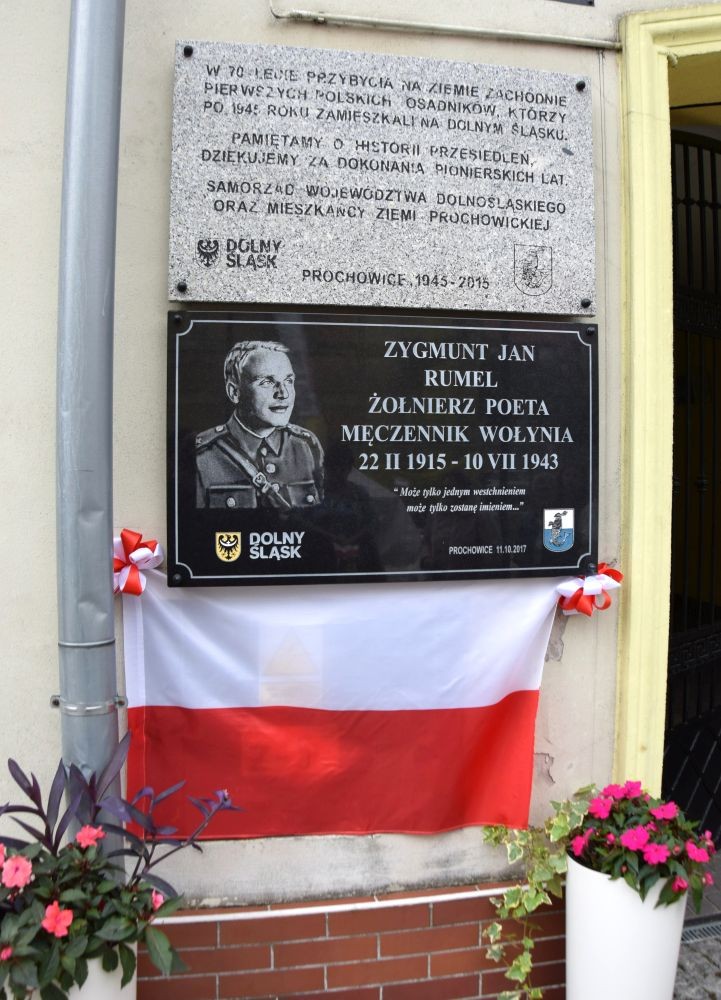 W 70-LECIE PRZYBYCIA NA ZIEMIE ZACHODNIE
PIERWSZYCH POLSKICH OSADNIKÓW, KTÓRZY
PO 1945 ROKU ZAMIESZKALI NA DOLNYM ŚLĄSKU.
PAMIĘTAMY O HISTORII PRZESIEDLEŃ,
DZIĘKUJEMY ZA DOKONANIA PIONIERSKICH LAT.
SAMORZĄD WOJEWÓDZTWA DOLNOŚLĄSKIEGO
ORAZ MIESZKAŃCY ZIEMI PROCHOWICKIEJ
DOLNY
ŚLĄSK
PROCHOWICE, 1945-2015
ZYGMUNT JAN
RUMEL
ŻOŁNIERZ POETA
MĘCZENNIK WOŁYNIA
22 II 1915 - 10 VII 1943
“Może tylko jednym westchnieniem
może tylko zostanę imieniem...”
DOLNY
ŚLĄSK
PROCHOWICE 11.10.2017